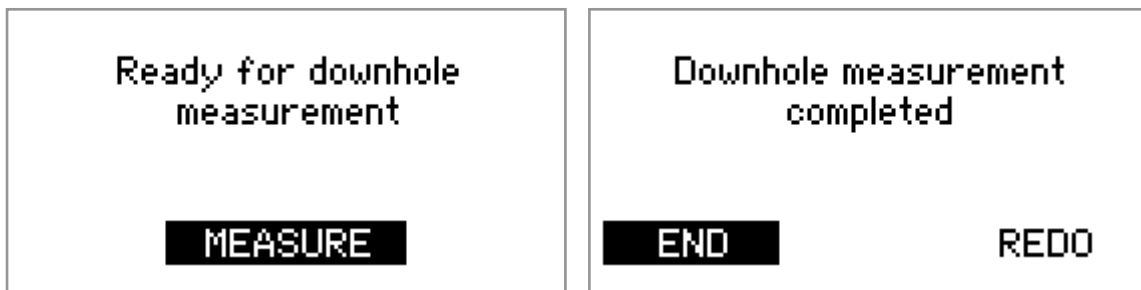 Ready for downhole
measurement
MEASURE
Downhole measurement
completed
END REDO